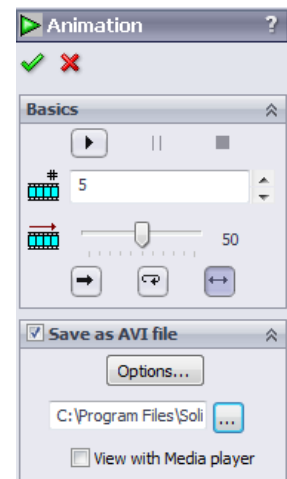 Animation ?
Basics
#
5
50
Save as AVI file
Options...
C:\Program Files\Soli ...
View with Media player